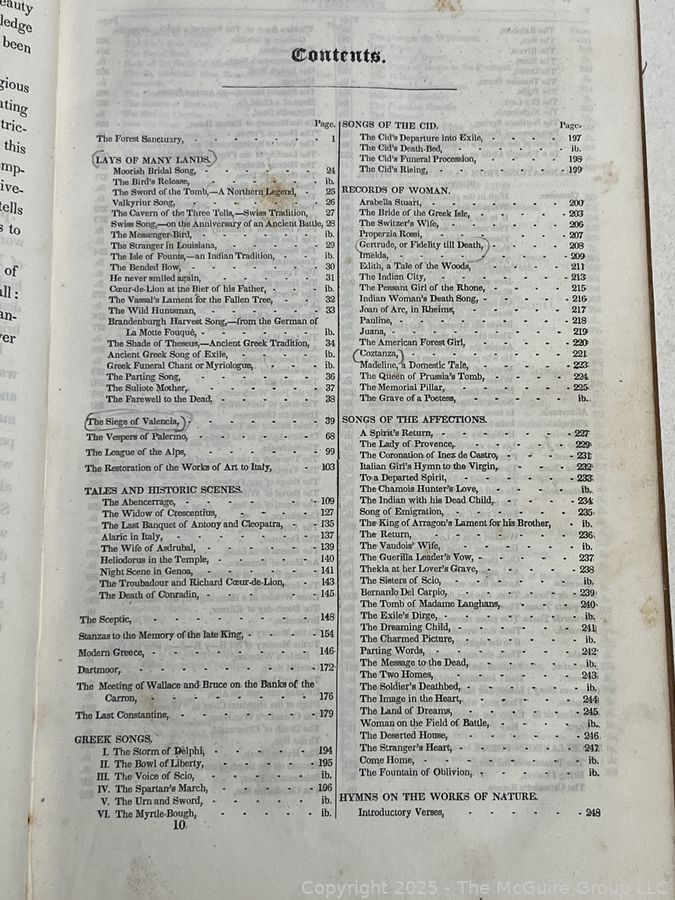 eauty
ledge
been
gious
ating
tric-
this
emp-
ive-
tells
s to
of
all:
an-
ver
Contents.
Page.
The Forest Sanctuary, - - - - - - 1
LAYS OF MANY LANDS.
Moorish Bridal Song, - - - - - 24
The Bird's Release, - - - - - ib.
The Sword of the Tomb,—A Northern Legend, - 25
Valkyriur Song, - - - - - 26
The Cavern of the Three Tells,—Swiss Tradition, - 27
Swiss Song,—on the Anniversary of an Ancient Battle, 28
The Messenger-Bird, - - - - - ib.
The Stranger in Louisiana, - - - - 29
The Isle of Founts,—an Indian Tradition, - - ib.
The Bended Bow, - - - - - 30
He never smiled again, - - - - 31
Cœur-de-Lion at the Bier of his Father, - - ib.
The Vassal's Lament for the Fallen Tree, - - 32
The Wild Huntsman, - - - - - 33
Brandenburgh Harvest Song,—from the German of
La Motte Fouqué, - - - - - ib.
The Shade of Theseus,—Ancient Greek Tradition, 34
Ancient Greek Song of Exile, - - - ib.
Greek Funeral Chant or Myriologue, - - ib.
The Parting Song, - - - - - 36
The Suliote Mother, - - - - 37
The Farewell to the Dead, - - - - 38
The Siege of Valencia, - - - - - 39
The Vespers of Palermo, - - - - - 68
The League of the Alps, - - - - - 99
The Restoration of the Works of Art to Italy, - - 103
TALES AND HISTORIC SCENES.
The Abencerrage, - - - - - 109
The Widow of Crescentius, - - - - 127
The Last Banquet of Antony and Cleopatra, - - 135
Alaric in Italy, - - - - - 137
The Wife of Asdrubal, - - - - - 139
Heliodorus in the Temple, - - - - 140
Night Scene in Genoa, - - - - - 141
The Troubadour and Richard Cœur-de-Lion, - 143
The Death of Conradin, - - - - - 145
The Sceptic, - - - - - - 148
Stanzas to the Memory of the late King, - - - 154
Modern Greece, - - - - - - 146
Dartmoor, - - - - - - 172
The Meeting of Wallace and Bruce on the Banks of the
Carron, - - - - - - 176
The Last Constantine, - - - - - 179
GREEK SONGS.
I. The Storm of Delphi, - - - - 194
II. The Bowl of Liberty, - - - - 195
III. The Voice of Scio, - - - - ib.
IV. The Spartan's March, - - - - 196
V. The Urn and Sword, - - - - ib.
VI. The Myrtle-Bough, - - - - ib.
10
SONGS OF THE CID.
Page.
The Cid's Departure into Exile, - - - - 197
The Cid's Death-Bed, - - - - - ib.
The Cid's Funeral Procession, - - - - 198
The Cid's Rising, - - - - - 199
RECORDS OF WOMAN.
Arabella Stuart, - - - - - 200
The Bride of the Greek Isle, - - - - 203
The Switzer's Wife, - - - - - 206
Properzia Rossi, - - - - - 207
Gertrude, or Fidelity till Death, - - - - 208
Imelda, - - - - - - 209
Edith, a Tale of the Woods, - - - - 211
The Indian City, - - - - - 213
The Peasant Girl of the Rhone, - - - - 215
Indian Woman's Death Song, - - - - 216
Joan of Arc, in Rheims, - - - - 217
Pauline, - - - - - - 218
Juana, - - - - - - 219
The American Forest Girl, - - - - 220
Coztanza, - - - - - - 221
Madeline, a Domestic Tale, - - - - 223
The Queen of Prussia's Tomb, - - - - 224
The Memorial Pillar, - - - - - 225
The Grave of a Poetess, - - - - ib.
SONGS OF THE AFFECTIONS.
A Spirit's Return, - - - - - 227
The Lady of Provence, - - - - - 229
The Coronation of Inez de Castro, - - - 231
Italian Girl's Hymn to the Virgin, - - - 232
To a Departed Spirit, - - - - - 233
The Chamois Hunter's Love, - - - - ib.
The Indian with his Dead Child, - - - 234
Song of Emigration, - - - - - 235
The King of Arragon's Lament for his Brother, - ib.
The Return, - - - - - - 236
The Vaudois' Wife, - - - - - ib.
The Guerilla Leader's Vow, - - - - 237
Thekla at her Lover's Grave, - - - - 238
The Sisters of Scio, - - - - - ib.
Bernardo Del Carpio, - - - - - 239
The Tomb of Madame Langhans, - - - 240
The Exile's Dirge, - - - - - ib.
The Dreaming Child, - - - - - 241
The Charmed Picture, - - - - - ib.
Parting Words, - - - - - 242
The Message to the Dead, - - - - ib.
The Two Homes, - - - - - 243
The Soldier's Deathbed, - - - - ib.
The Image in the Heart, - - - - 244
The Land of Dreams, - - - - - 245
Woman on the Field of Battle, - - - - ib.
The Deserted House, - - - - - 246
The Stranger's Heart, - - - - - 247
Come Home, - - - - - - ib.
The Fountain of Oblivion, - - - - ib.
HYMNS ON THE WORKS OF NATURE.
Introductory Verses, - - - - - 248
Copyright 2025 - The McGuire Group LLC